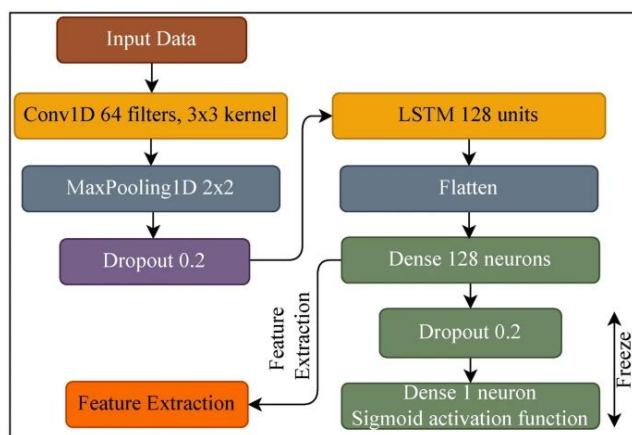 Input Data
Conv1D 64 filters, 3x3 kernel
MaxPooling1D 2x2
Dropout 0.2
LSTM 128 units
Flatten
Dense 128 neurons
Feature
Extraction
Dropout 0.2
Freeze
Feature Extraction
Dense 1 neuron
Sigmoid activation function